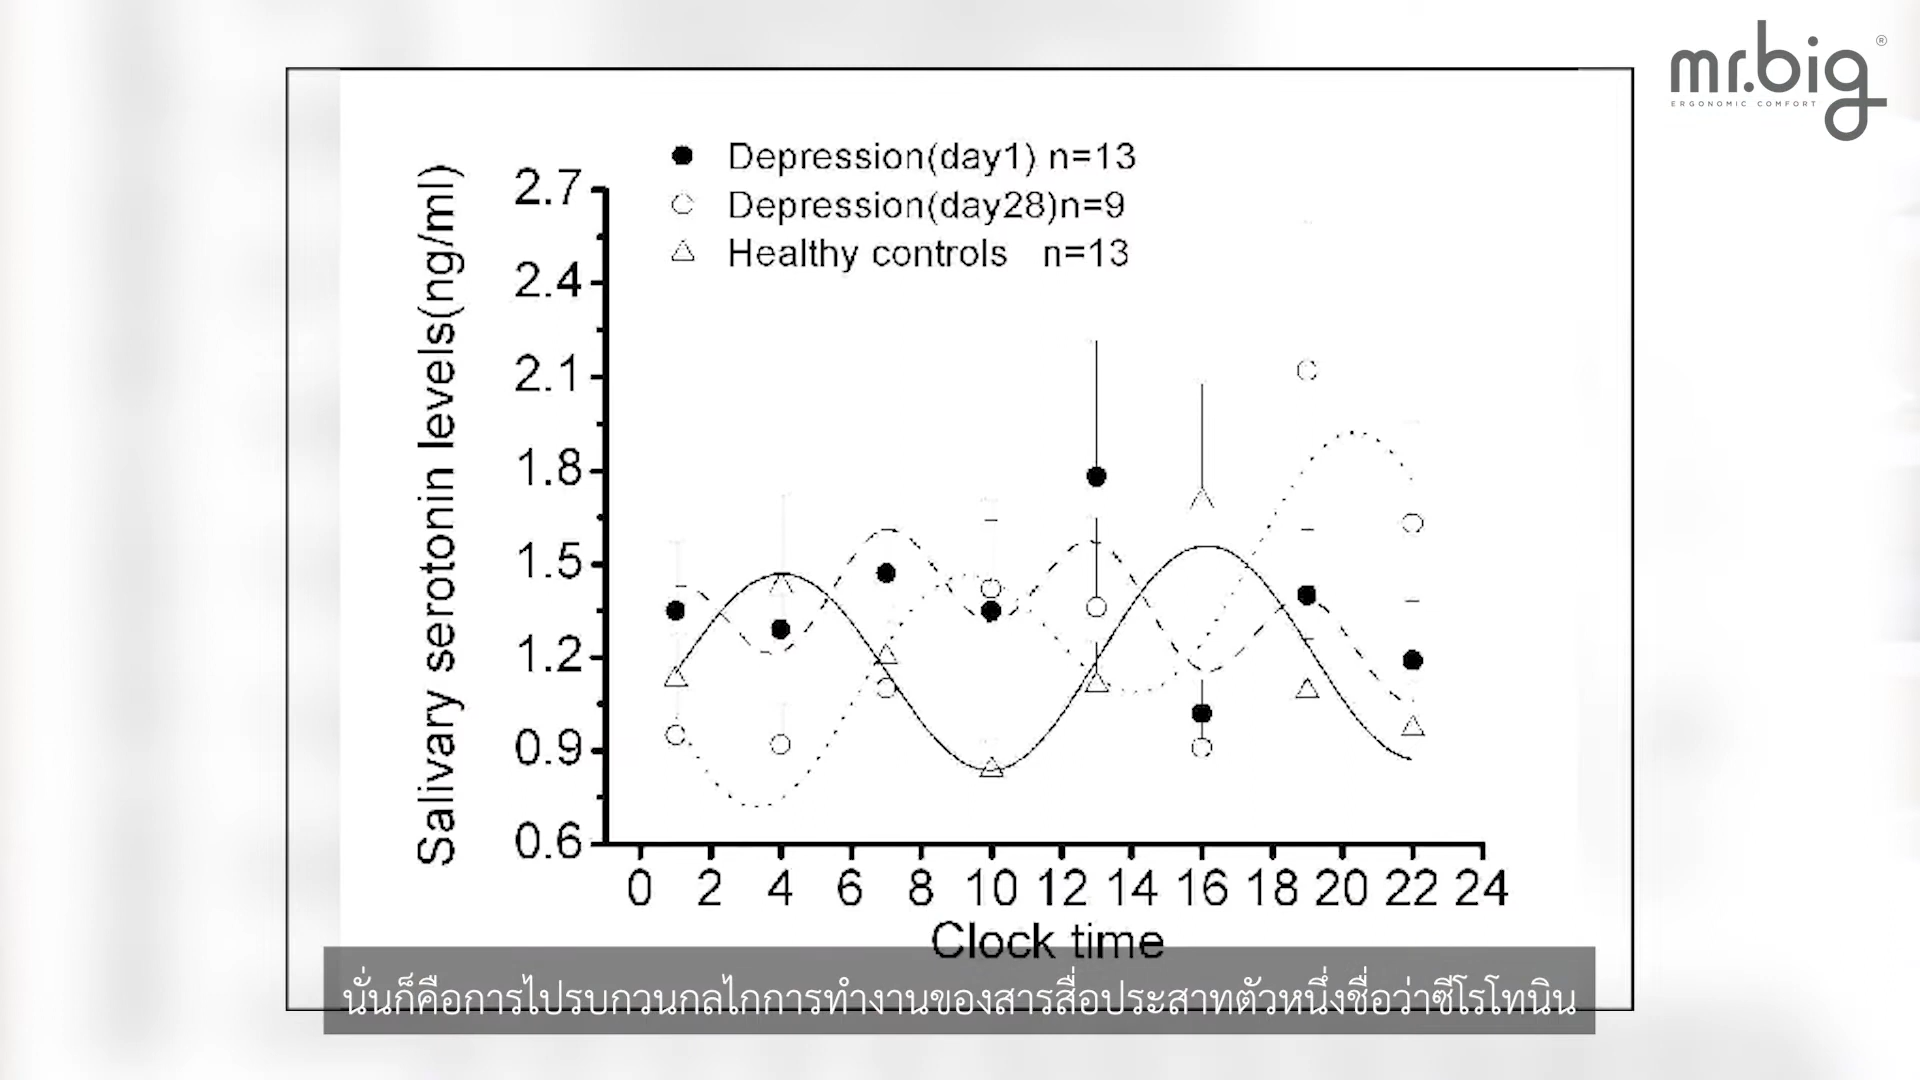 mr.big®
ERGONOMIC COMFORT
Depression(day1) n=13
Depression(day28)n=9
Healthy controls n=13
Salivary serotonin levels(ng/ml)
2.7
2.4
2.1
1.8
1.5
1.2
0.9
0.6
0 2 4 6 8 10 12 14 16 18 20 22 24
Clock time
นั่นก็คือการไปรบกวนกลไกการทำงานของสารสื่อประสาทตัวหนึ่งชื่อว่าซีโรโทนิน